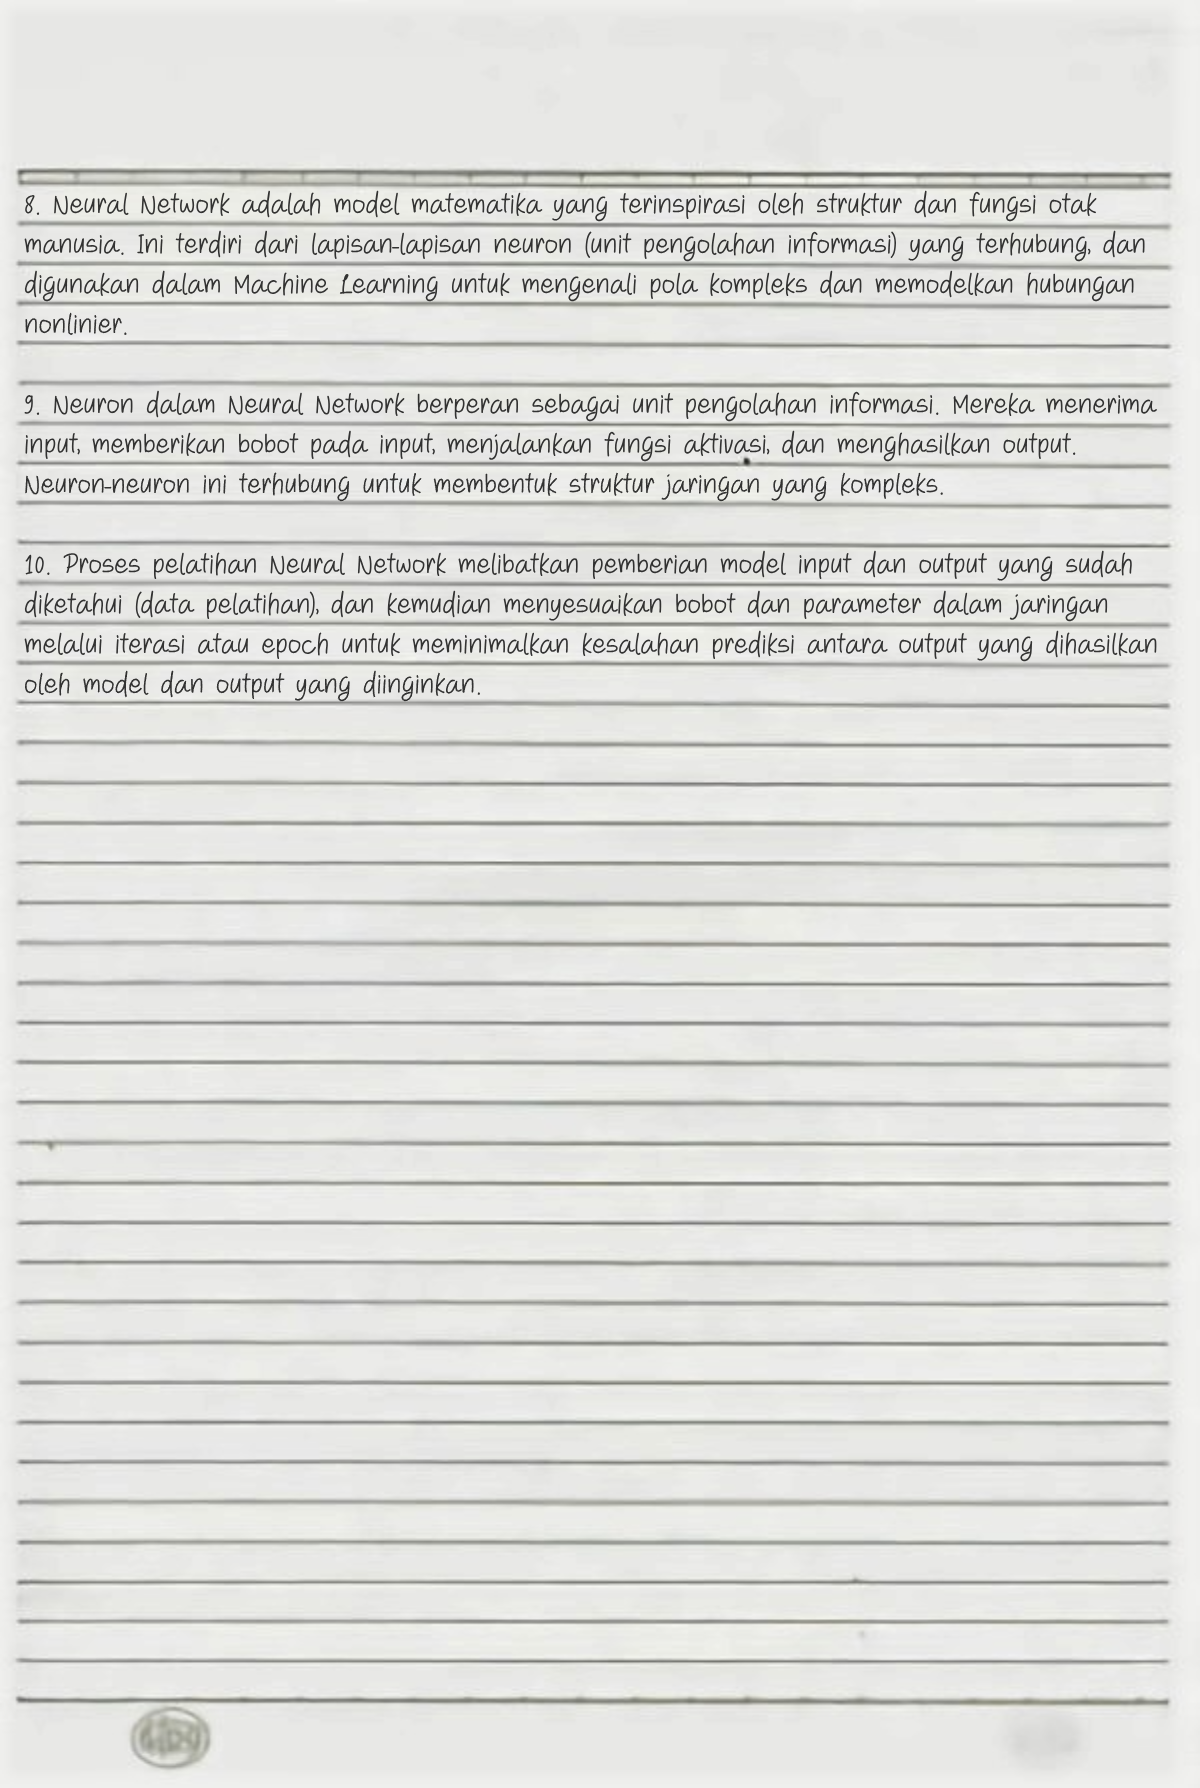 8. Neural Network adalah model matematika yang terinspirasi oleh struktur dan fungsi otak
manusia. Ini terdiri dari lapisan-lapisan neuron (unit pengolahan informasi) yang terhubung, dan
digunakan dalam Machine Learning untuk mengenali pola kompleks dan memodelkan hubungan
nonlinier.
9. Neuron dalam Neural Network berperan sebagai unit pengolahan informasi. Mereka menerima
input, memberikan bobot pada input, menjalankan fungsi aktivasi, dan menghasilkan output.
Neuron-neuron ini terhubung untuk membentuk struktur jaringan yang kompleks.
10. Proses pelatihan Neural Network melibatkan pemberian model input dan output yang sudah
diketahui (data pelatihan), dan kemudian menyesuaikan bobot dan parameter dalam jaringan
melalui iterasi atau epoch untuk meminimalkan kesalahan prediksi antara output yang dihasilkan
oleh model dan output yang diinginkan.